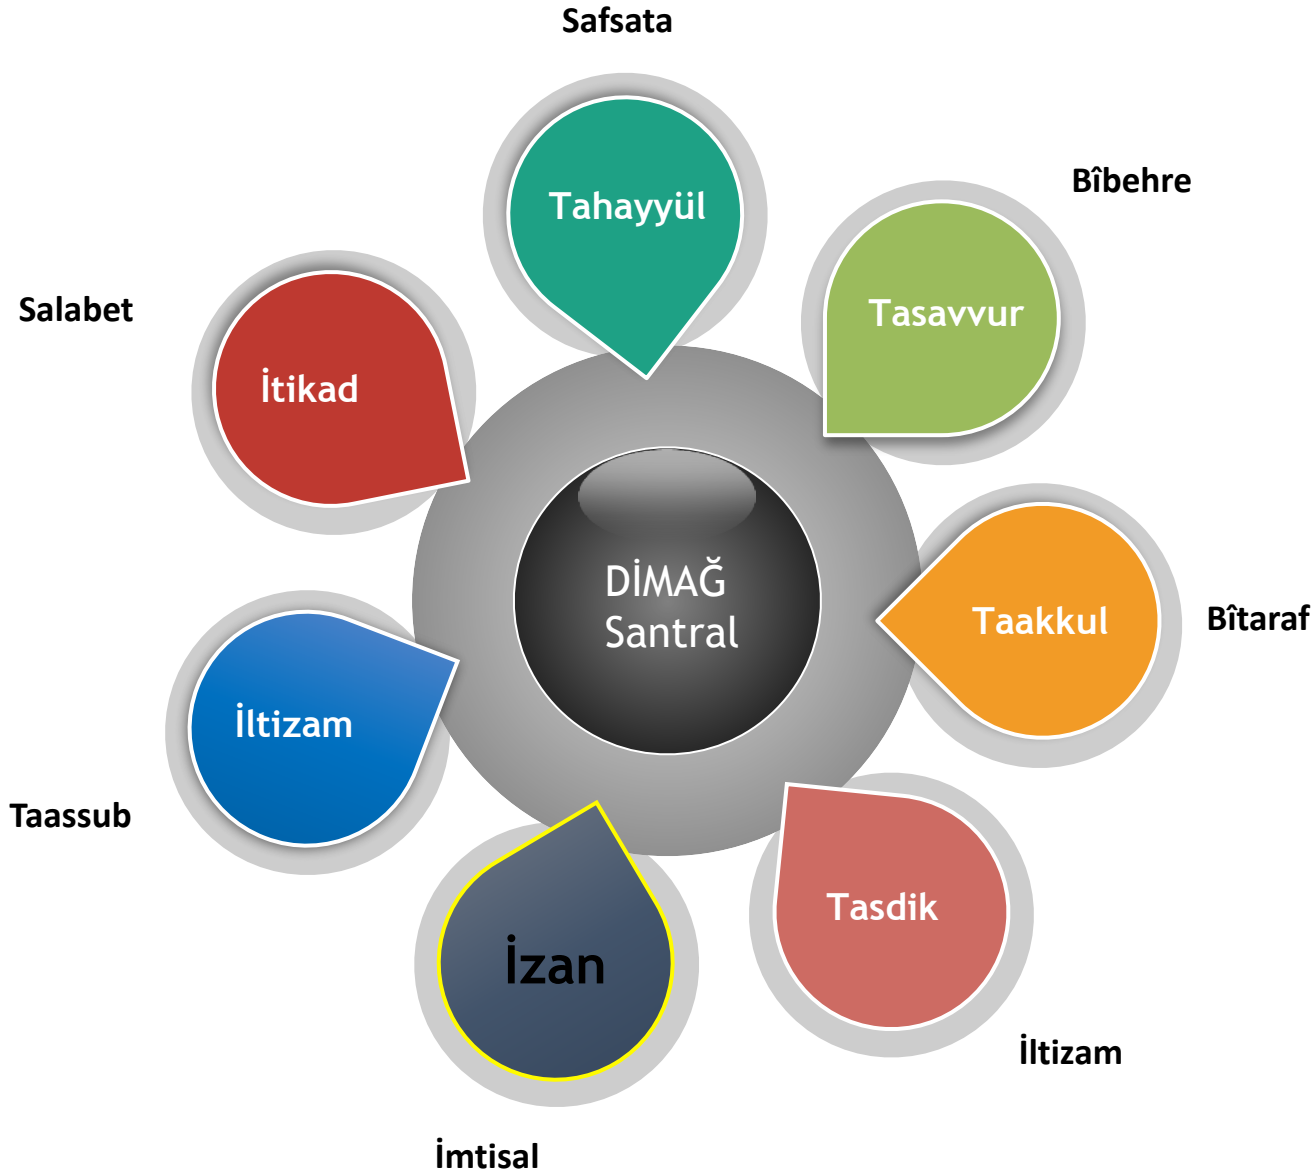 Safsata
Tahayyül
Bîbehre
Tasavvur
Salabet
İtikad
DİMAĞ
Santral
Taakkul
Bîtaraf
İltizam
Taassub
Tasdik
İzan
İltizam
İmtisal